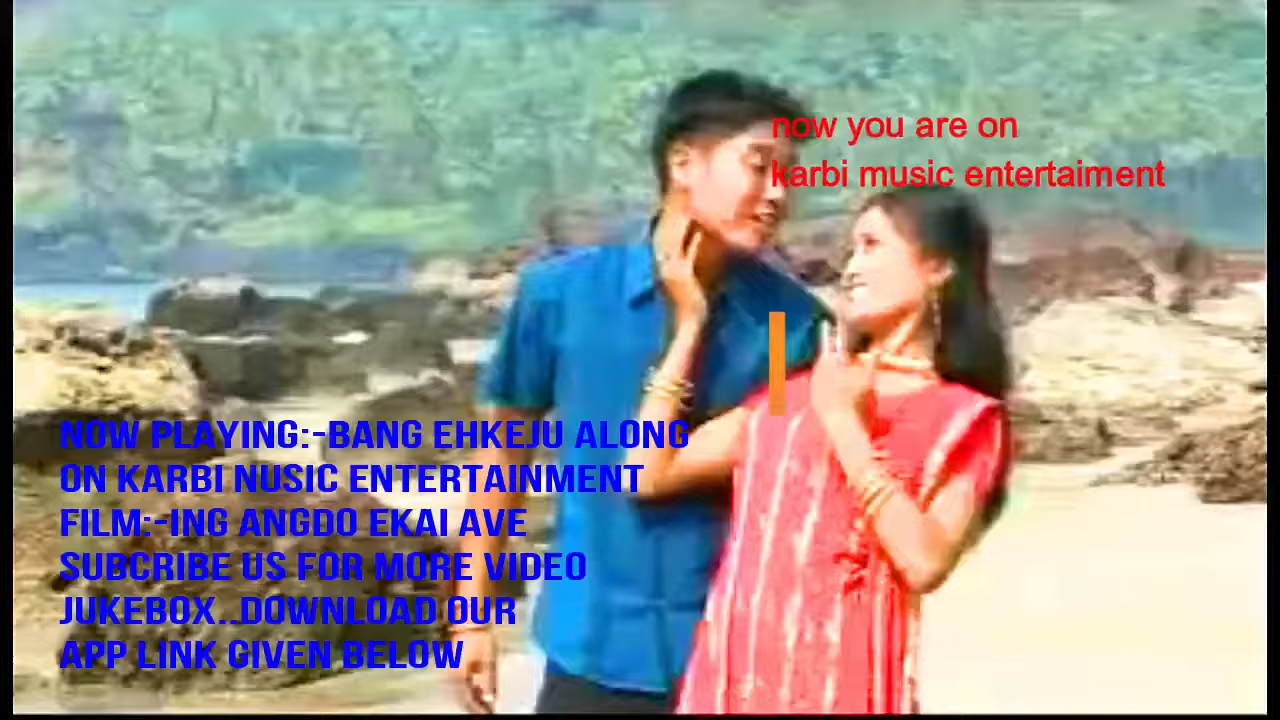 now you are on
karbi music entertaiment
NOW PLAYING:-BANG EHKEJU ALONG
ON KARBI NUSIC ENTERTAINMENT
FILM:-ING ANGDO EKAI AVE
SUBCRIBE US FOR MORE VIDEO
JUKEBOX..DOWNLOAD OUR
APP LINK GIVEN BELOW